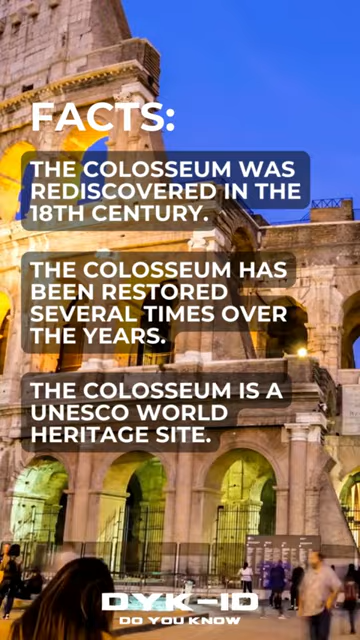 FACTS:
THE COLOSSEUM WAS
REDISCOVERED IN THE
18TH CENTURY.
THE COLOSSEUM HAS
BEEN RESTORED
SEVERAL TIMES OVER
THE YEARS.
THE COLOSSEUM IS A
UNESCO WORLD
HERITAGE SITE.
DYK-ID
DO YOU KNOW